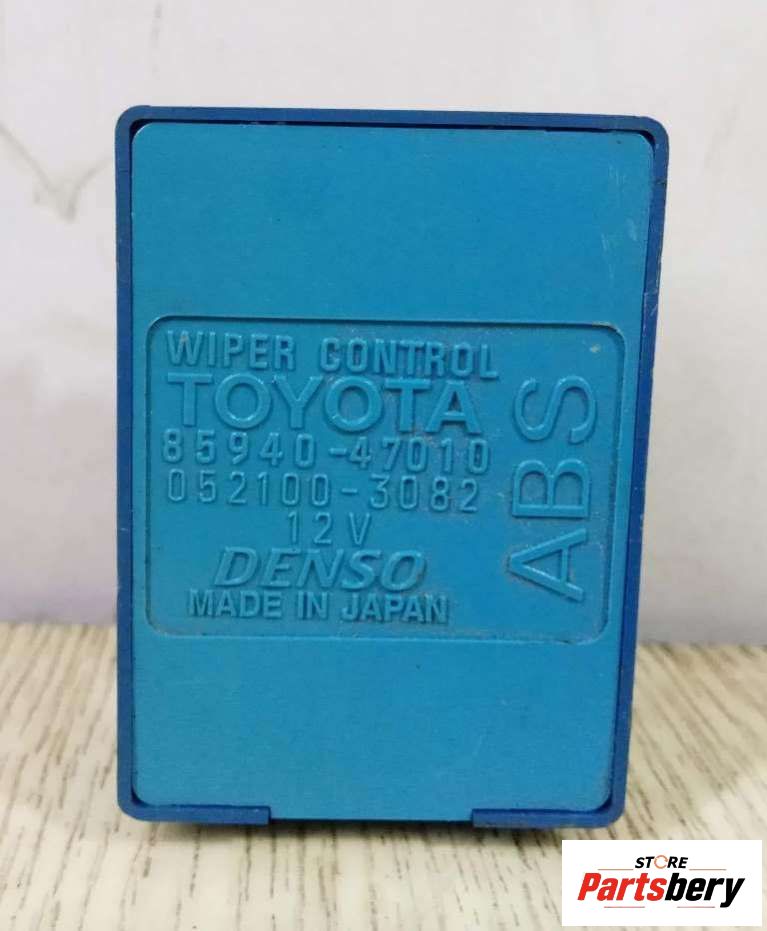 WIPER CONTROL
TOYOTA
85940-47010
052100-3082
12V
DENSO
MADE IN JAPAN
ABS
STORE
Partsbery